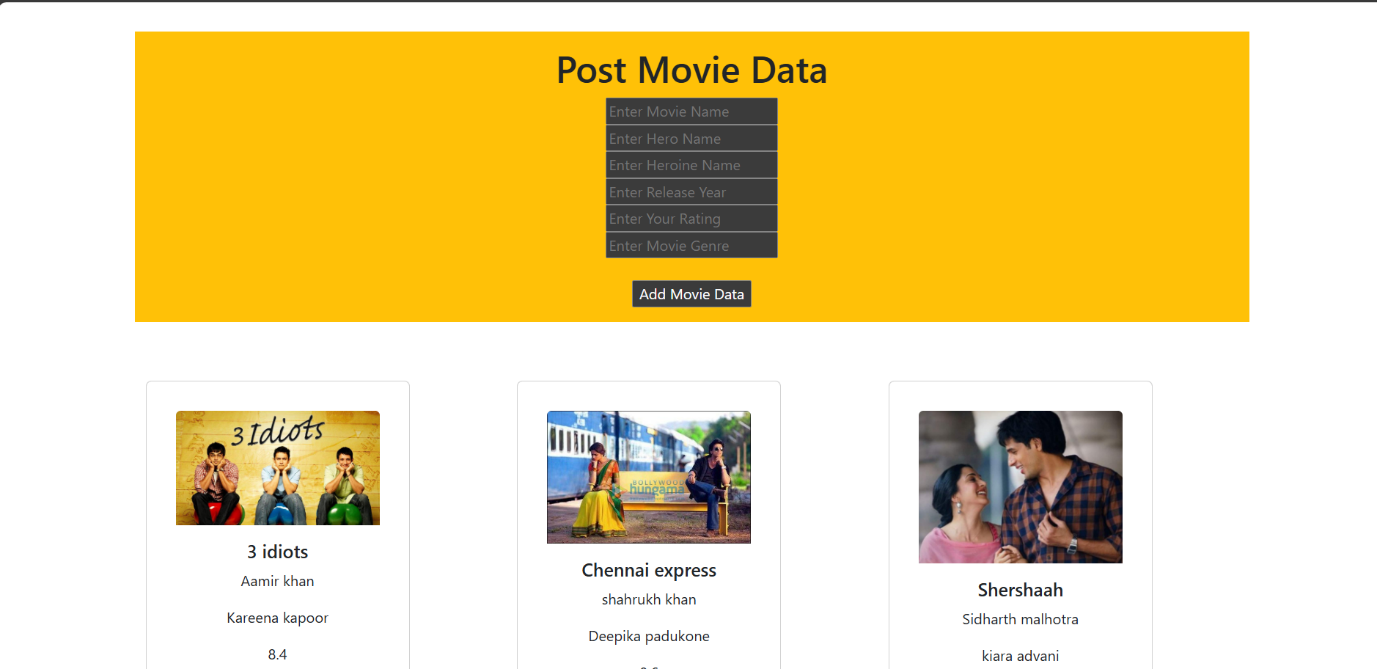 Post Movie Data
Enter Movie Name
Enter Hero Name
Enter Heroine Name
Enter Release Year
Enter Your Rating
Enter Movie Genre
Add Movie Data
3 Idiots
3 idiots
Aamir khan
Kareena kapoor
8.4
BOLLYWOOD
hungama
Chennai express
shahrukh khan
Deepika padukone
Shershaah
Sidharth malhotra
kiara advani